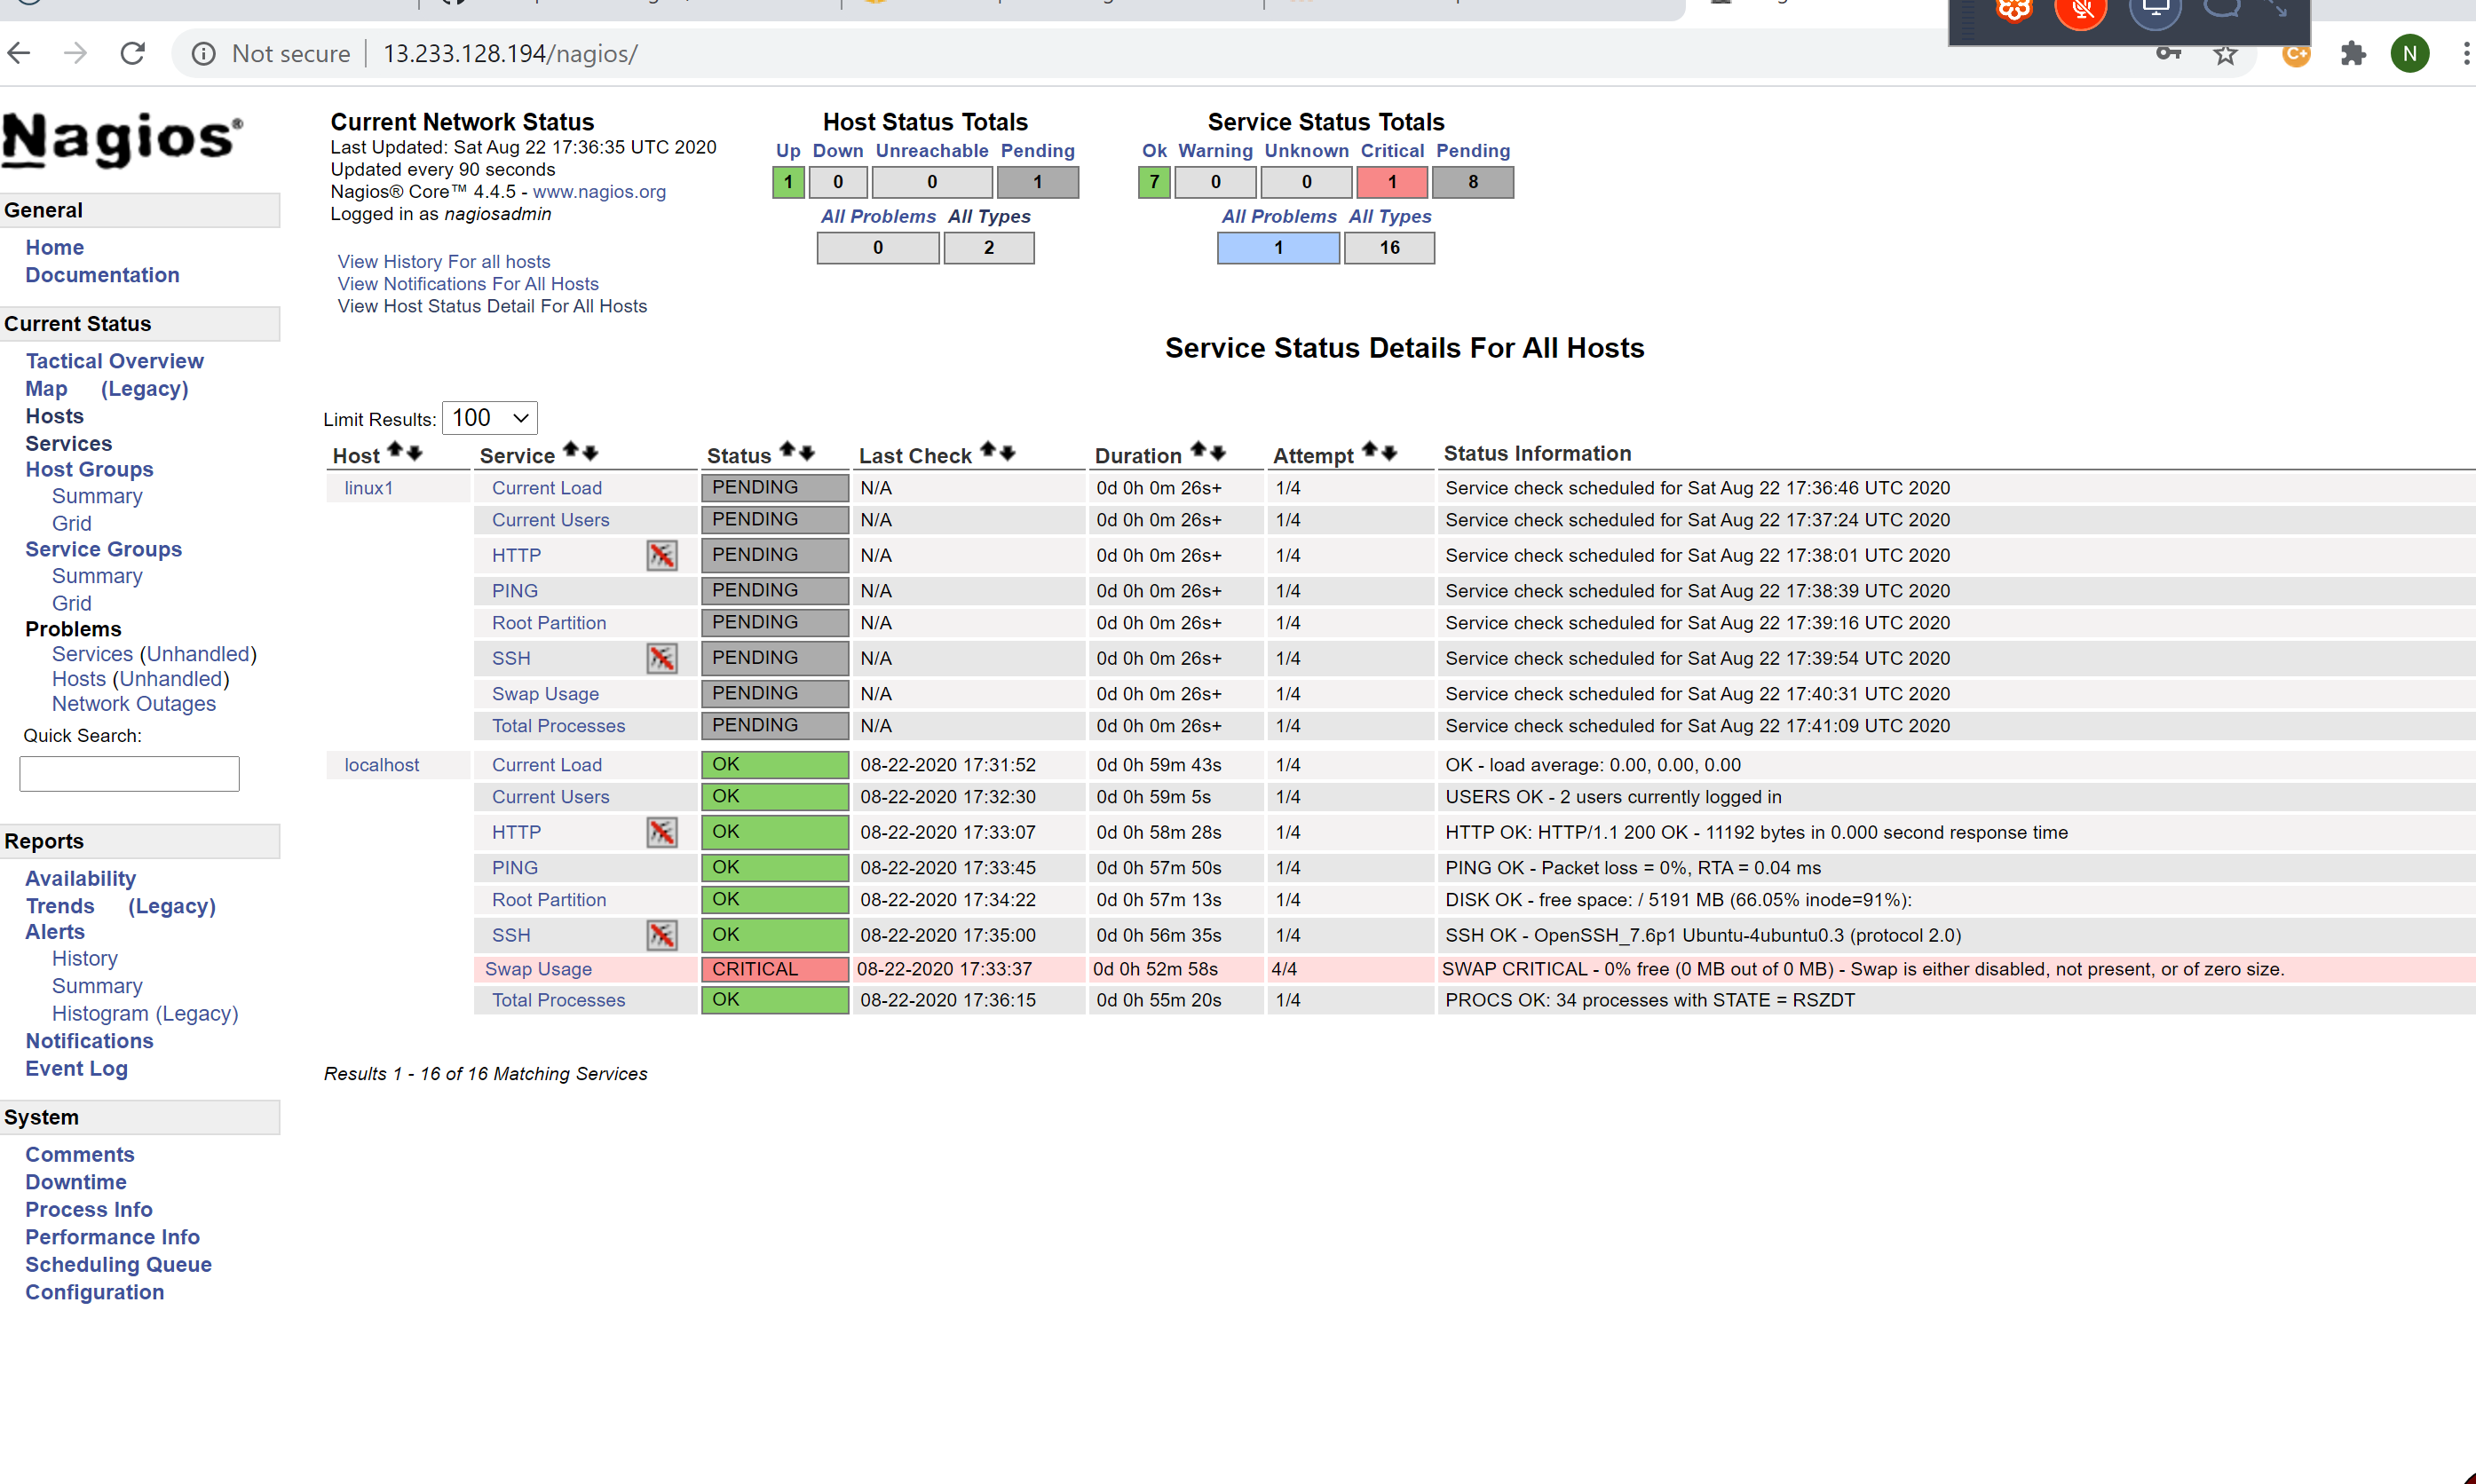 Not secure | 13.233.128.194/nagios/
C+
N
Nagios®
General
Home
Documentation
Current Status
Tactical Overview
Map (Legacy)
Hosts
Services
Host Groups
Summary
Grid
Service Groups
Summary
Grid
Problems
Services (Unhandled)
Hosts (Unhandled)
Network Outages
Quick Search:
Reports
Availability
Trends (Legacy)
Alerts
History
Summary
Histogram (Legacy)
Notifications
Event Log
System
Comments
Downtime
Process Info
Performance Info
Scheduling Queue
Configuration
Current Network Status
Last Updated: Sat Aug 22 17:36:35 UTC 2020
Updated every 90 seconds
Nagios® Core™ 4.4.5 - www.nagios.org
Logged in as nagiosadmin
View History For all hosts
View Notifications For All Hosts
View Host Status Detail For All Hosts
Host Status Totals
Up Down Unreachable Pending
1 0 0 1
All Problems All Types
0 2
Service Status Totals
Ok Warning Unknown Critical Pending
7 0 0 1 8
All Problems All Types
1 16
Service Status Details For All Hosts
Limit Results: 100
Host Service Status Last Check Duration Attempt Status Information
linux1 Current Load PENDING N/A 0d 0h 0m 26s+ 1/4 Service check scheduled for Sat Aug 22 17:36:46 UTC 2020
Current Users PENDING N/A 0d 0h 0m 26s+ 1/4 Service check scheduled for Sat Aug 22 17:37:24 UTC 2020
HTTP PENDING N/A 0d 0h 0m 26s+ 1/4 Service check scheduled for Sat Aug 22 17:38:01 UTC 2020
PING PENDING N/A 0d 0h 0m 26s+ 1/4 Service check scheduled for Sat Aug 22 17:38:39 UTC 2020
Root Partition PENDING N/A 0d 0h 0m 26s+ 1/4 Service check scheduled for Sat Aug 22 17:39:16 UTC 2020
SSH PENDING N/A 0d 0h 0m 26s+ 1/4 Service check scheduled for Sat Aug 22 17:39:54 UTC 2020
Swap Usage PENDING N/A 0d 0h 0m 26s+ 1/4 Service check scheduled for Sat Aug 22 17:40:31 UTC 2020
Total Processes PENDING N/A 0d 0h 0m 26s+ 1/4 Service check scheduled for Sat Aug 22 17:41:09 UTC 2020
localhost Current Load OK 08-22-2020 17:31:52 0d 0h 59m 43s 1/4 OK - load average: 0.00, 0.00, 0.00
Current Users OK 08-22-2020 17:32:30 0d 0h 59m 5s 1/4 USERS OK - 2 users currently logged in
HTTP OK 08-22-2020 17:33:07 0d 0h 58m 28s 1/4 HTTP OK: HTTP/1.1 200 OK - 11192 bytes in 0.000 second response time
PING OK 08-22-2020 17:33:45 0d 0h 57m 50s 1/4 PING OK - Packet loss = 0%, RTA = 0.04 ms
Root Partition OK 08-22-2020 17:34:22 0d 0h 57m 13s 1/4 DISK OK - free space: / 5191 MB (66.05% inode=91%):
SSH OK 08-22-2020 17:35:00 0d 0h 56m 35s 1/4 SSH OK - OpenSSH_7.6p1 Ubuntu-4ubuntu0.3 (protocol 2.0)
Swap Usage CRITICAL 08-22-2020 17:33:37 0d 0h 52m 58s 4/4 SWAP CRITICAL - 0% free (0 MB out of 0 MB) - Swap is either disabled, not present, or of zero size.
Total Processes OK 08-22-2020 17:36:15 0d 0h 55m 20s 1/4 PROCS OK: 34 processes with STATE = RSZDT
Results 1 - 16 of 16 Matching Services